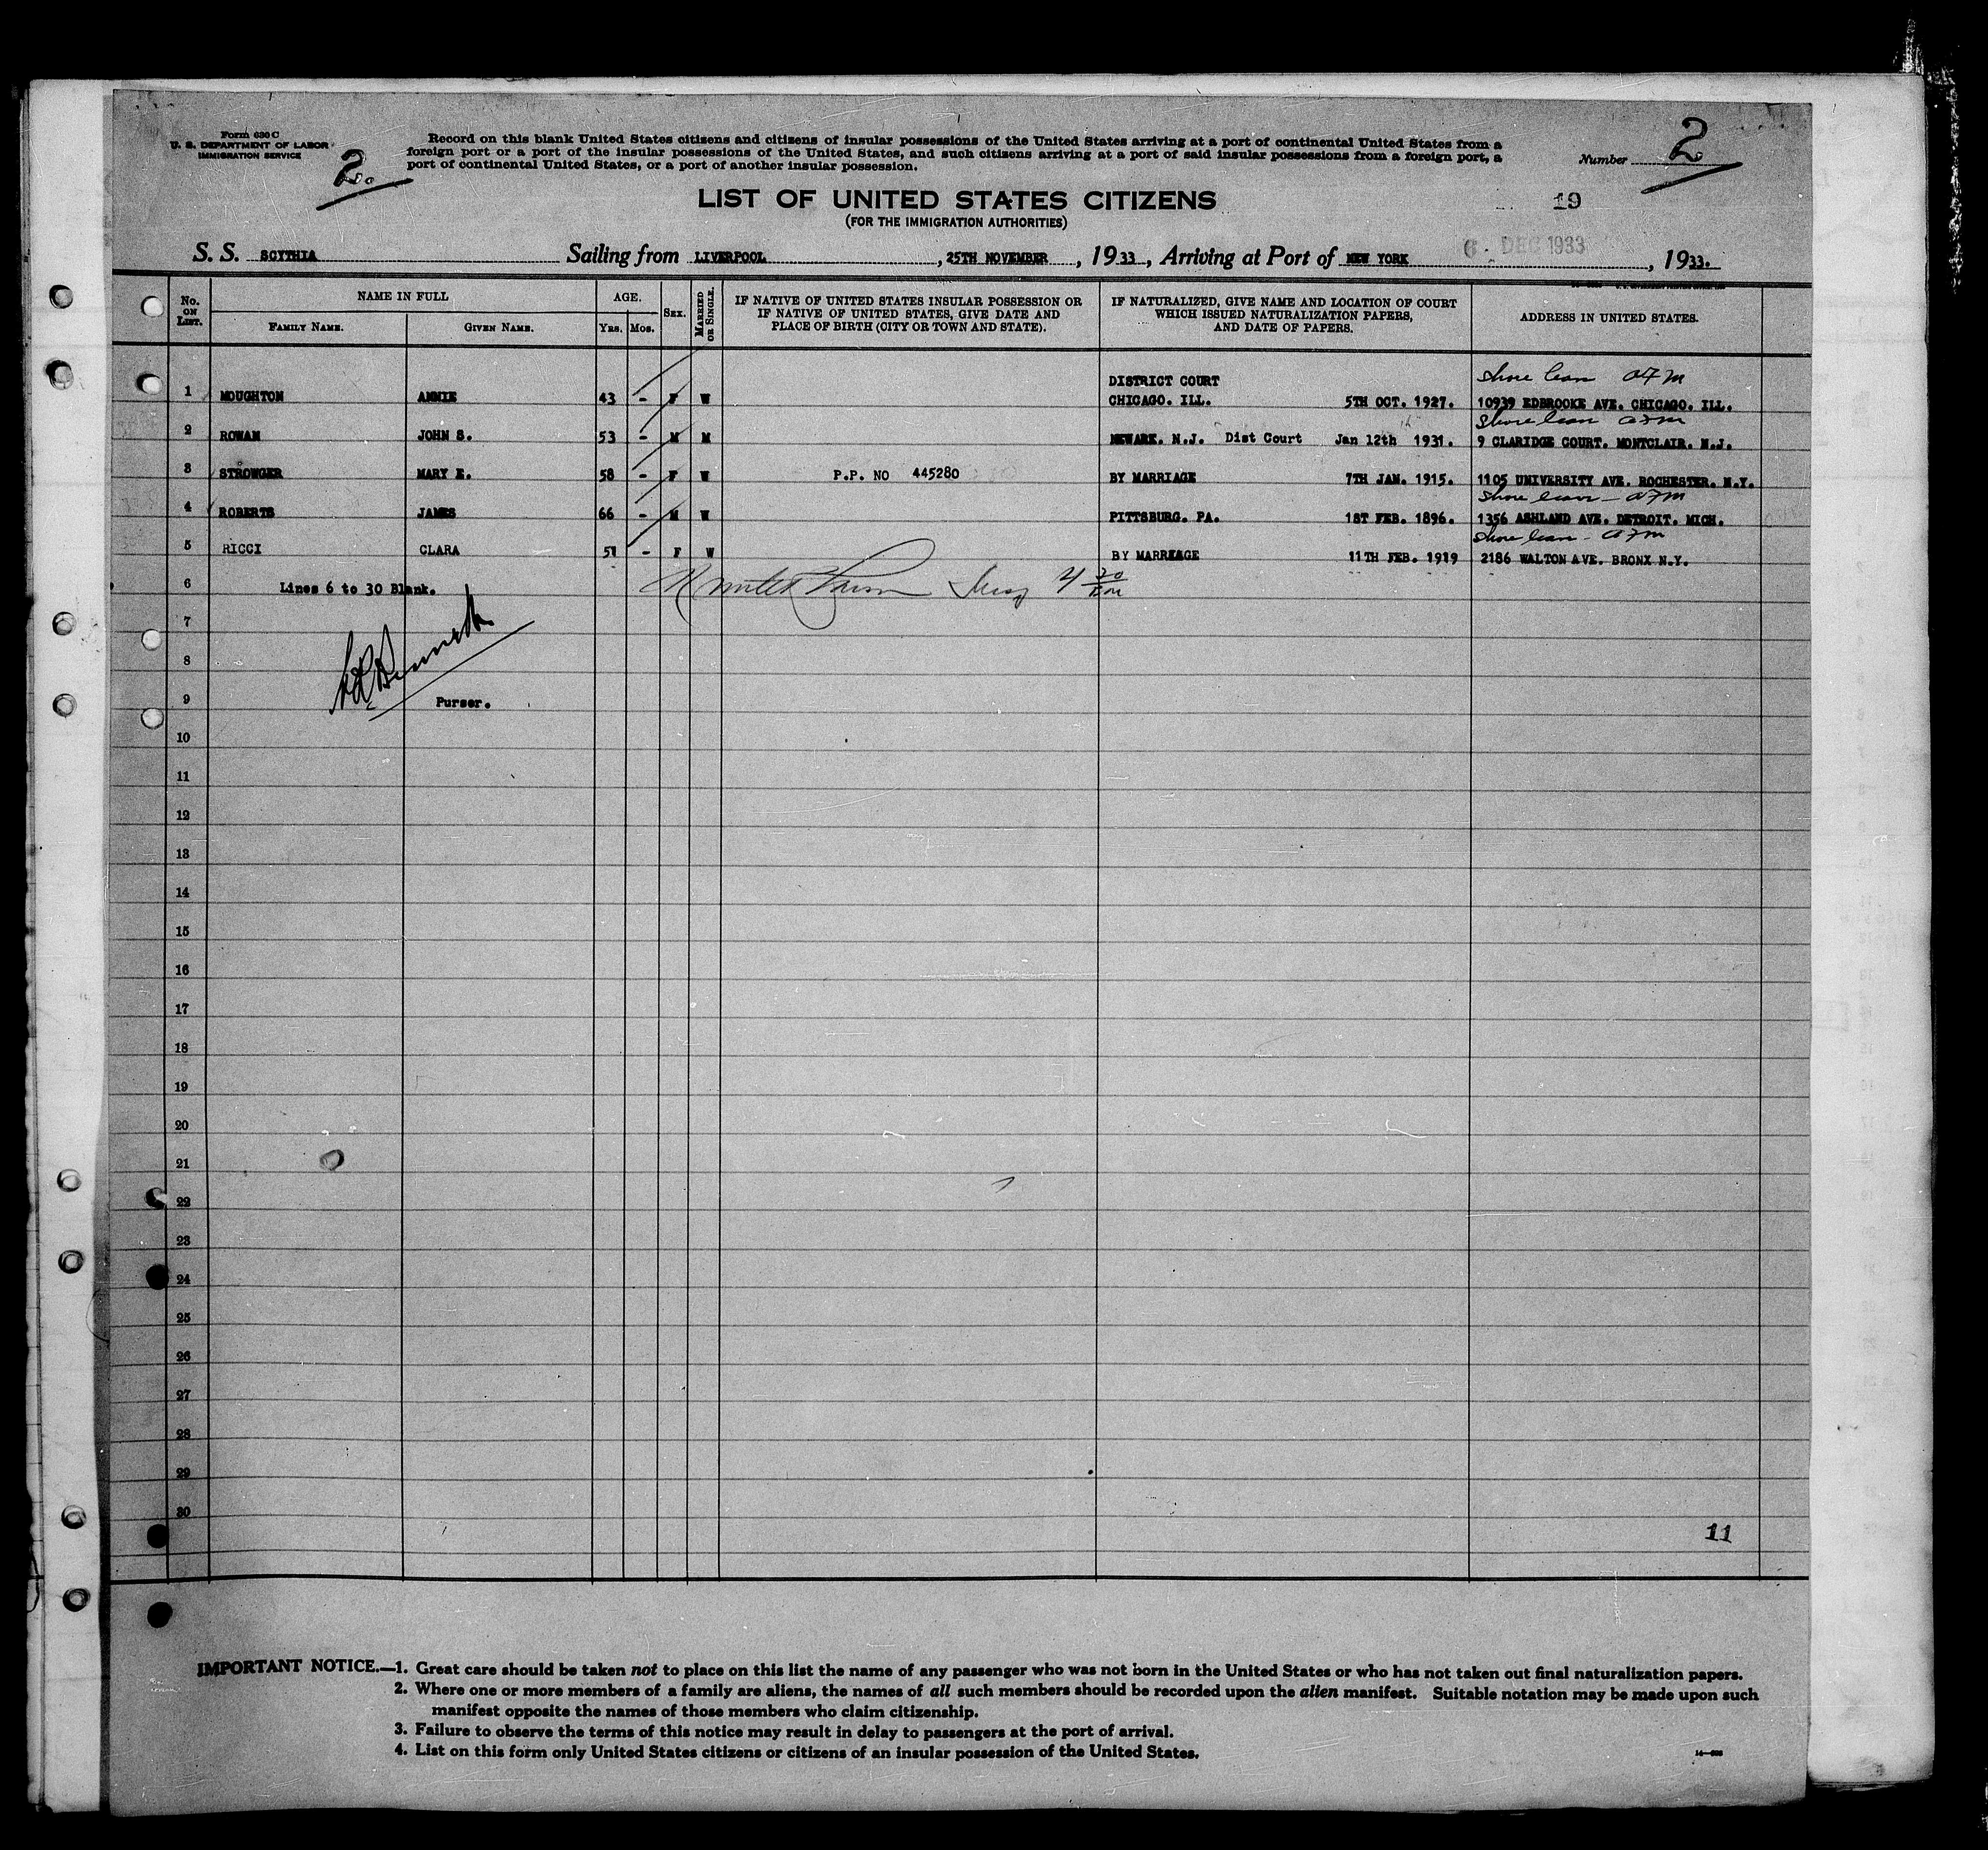 Form 630 C
U. S. DEPARTMENT OF LABOR
IMMIGRATION SERVICE
2
Record on this blank United States citizens and citizens of insular possessions of the United States arriving at a port of continental United States from a
foreign port or a port of the insular possessions of the United States, and such citizens arriving at a port of said insular possessions from a foreign port, a
port of continental United States, or a port of another insular possession.
Number 2
LIST OF UNITED STATES CITIZENS
(FOR THE IMMIGRATION AUTHORITIES)
19
S. S. SCYTHIA Sailing from LIVERPOOL, 25TH NOVEMBER, 1933, Arriving at Port of NEW YORK 6 DEC 1933, 1933.
No. ON LIST. NAME IN FULL FAMILY NAME. GIVEN NAME. AGE. YRS. MOS. SEX. MARRIED OR SINGLE. IF NATIVE OF UNITED STATES INSULAR POSSESSION OR IF NATIVE OF UNITED STATES, GIVE DATE AND PLACE OF BIRTH (CITY OR TOWN AND STATE). IF NATURALIZED, GIVE NAME AND LOCATION OF COURT WHICH ISSUED NATURALIZATION PAPERS, AND DATE OF PAPERS. ADDRESS IN UNITED STATES.
DISTRICT COURT
1 MOUGHTON ANNIE 43 - F W CHICAGO. ILL. 5TH OCT. 1927. 10939 EDBROOKE AVE. CHICAGO. ILL.
2 ROWAN JOHN S. 53 - M M NEWARK. N.J. Dist Court Jan 12th 1931. 9 CLARIDGE COURT. MONTCLAIR. N.J.
3 STROWGER MARY E. 58 - F W P.P. NO 445280 BY MARRIAGE 7TH JAN. 1915. 1105 UNIVERSITY AVE. ROCHESTER. N.Y.
4 ROBERTS JAMES 66 - M W PITTSBURG. PA. 1ST FEB. 1896. 1356 ASHLAND AVE. DETROIT. MICH.
5 RICCI CLARA 51 - F W BY MARRIAGE 11TH FEB. 1919 2186 WALTON AVE. BRONX N.Y.
6 Lines 6 to 30 Blank.
7
8
9 Purser.
10
11
12
13
14
15
16
17
18
19
20
21
22
23
24
25
26
27
28
29
30
11
IMPORTANT NOTICE.—1. Great care should be taken not to place on this list the name of any passenger who was not born in the United States or who has not taken out final naturalization papers.
2. Where one or more members of a family are aliens, the names of all such members should be recorded upon the alien manifest. Suitable notation may be made upon such
manifest opposite the names of those members who claim citizenship.
3. Failure to observe the terms of this notice may result in delay to passengers at the port of arrival.
4. List on this form only United States citizens or citizens of an insular possession of the United States.